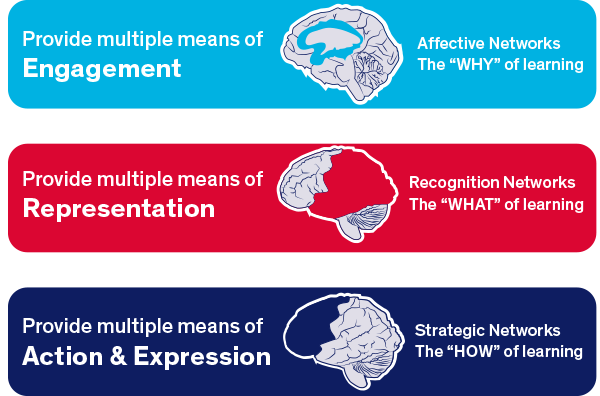 Provide multiple means of
Engagement
Affective Networks
The “WHY” of learning
Provide multiple means of
Representation
Recognition Networks
The “WHAT” of learning
Provide multiple means of
Action & Expression
Strategic Networks
The “HOW” of learning